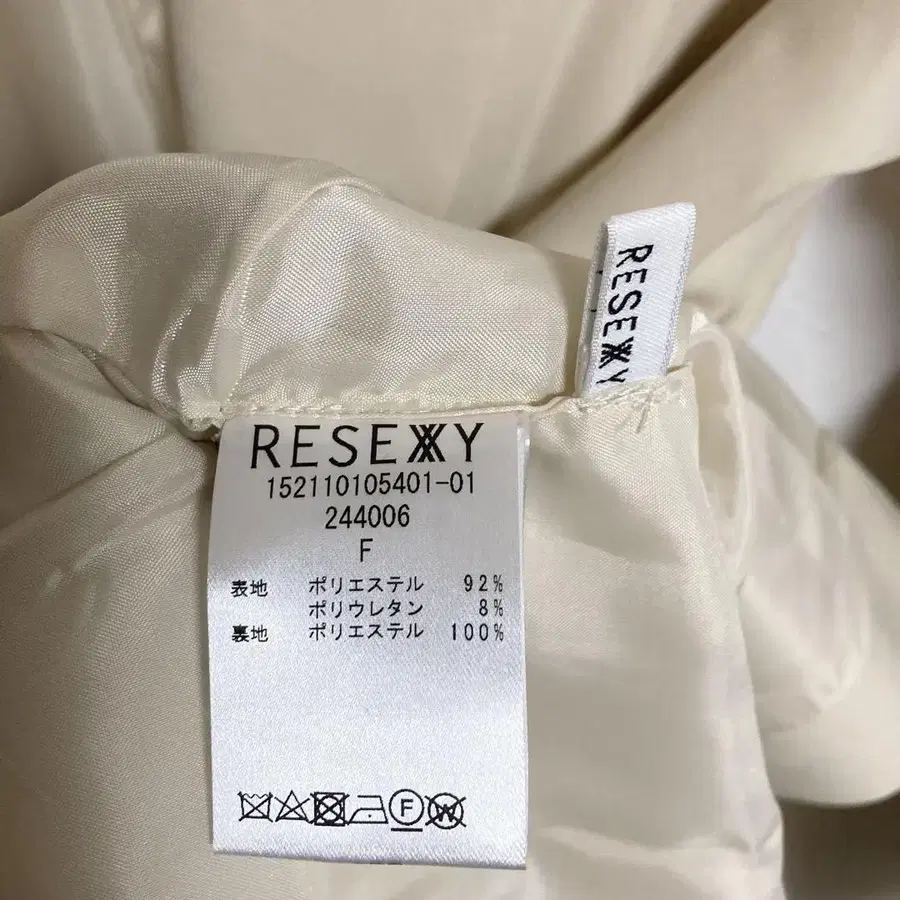 RESEXXY
RESEXXY
152110105401-01
244006
F
表地 ポリエステル 92%
ポリウレタン 8%
裏地 ポリエステル 100%
F W